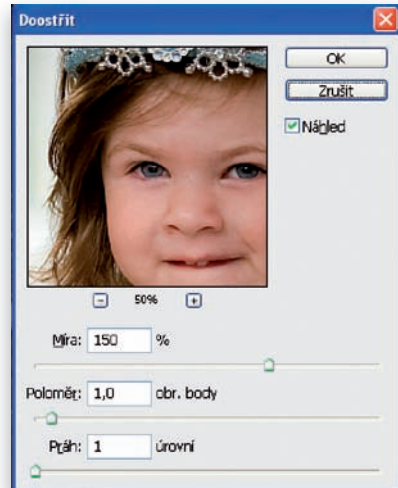 Doostřit
OK
Zrušit
Náhled
50%
Míra: 150 %
Poloměr: 1,0 obr. body
Práh: 1 úrovní